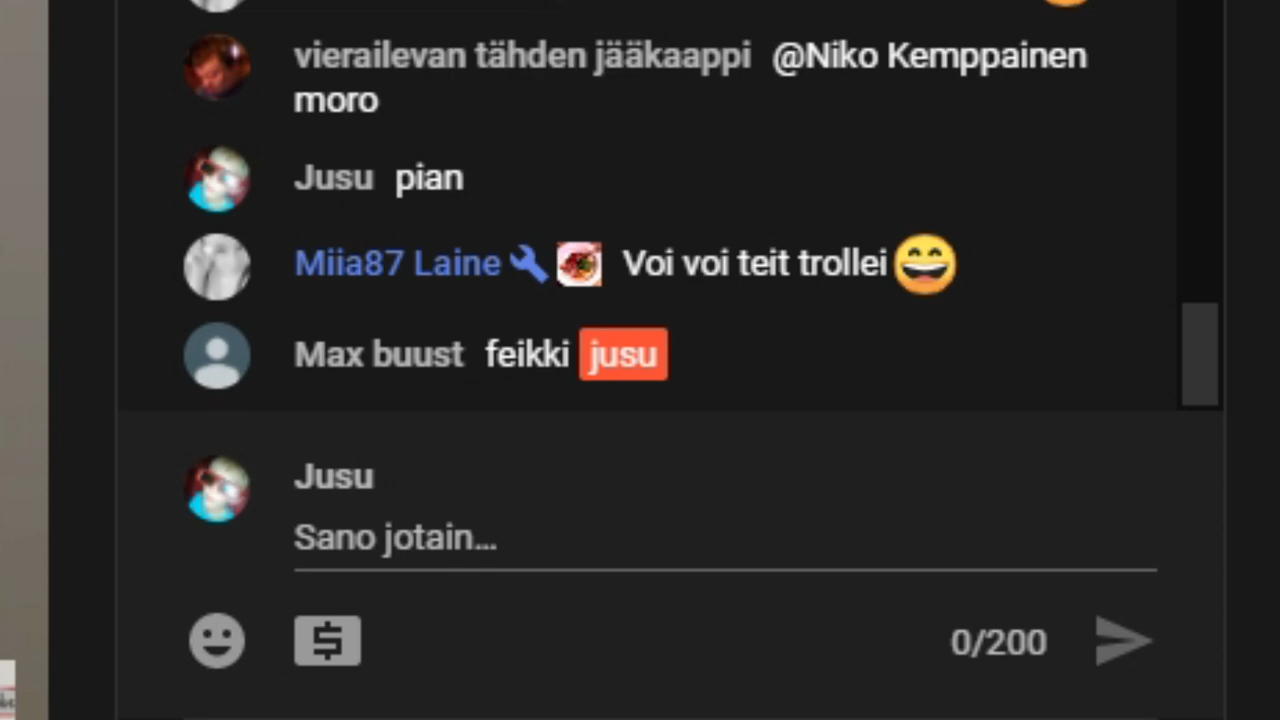 vierailevan tähden jääkaappi @Niko Kemppainen
moro
Jusu pian
Miia87 Laine Voi voi teit trollei😄
Max buust feikki jusu
Jusu
Sano jotain...
0/200